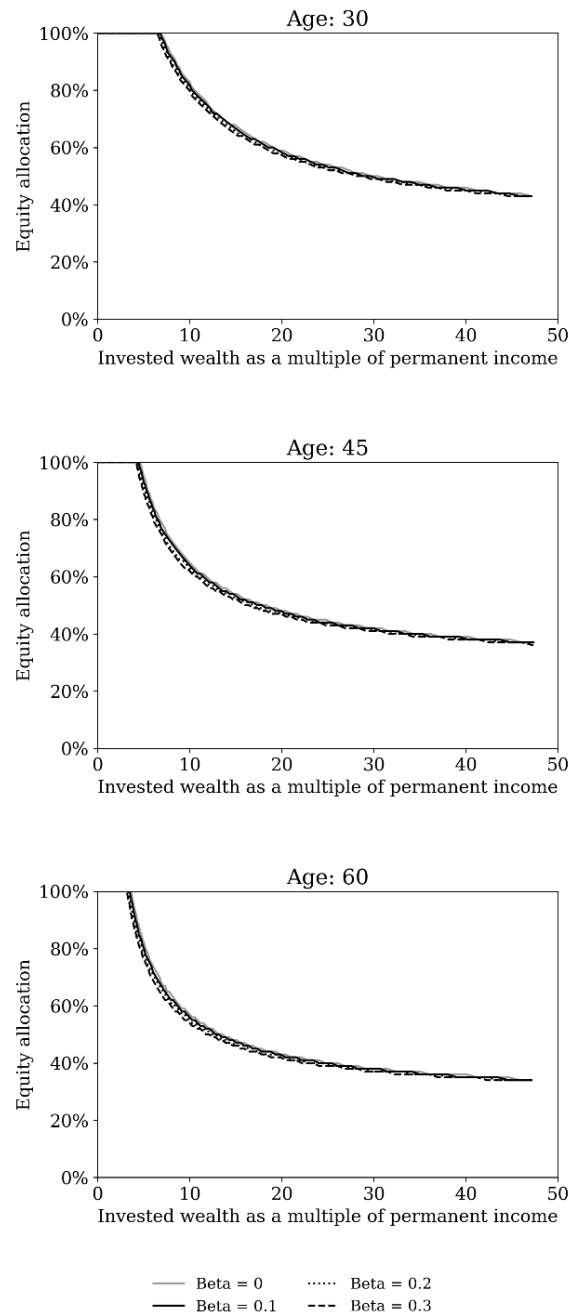 Age: 30
100%
80%
60%
40%
20%
0%
Equity allocation
0 10 20 30 40 50
Invested wealth as a multiple of permanent income
Age: 45
100%
80%
60%
40%
20%
0%
Equity allocation
0 10 20 30 40 50
Invested wealth as a multiple of permanent income
Age: 60
100%
80%
60%
40%
20%
0%
Equity allocation
0 10 20 30 40 50
Invested wealth as a multiple of permanent income
Beta = 0 Beta = 0.2
Beta = 0.1 Beta = 0.3